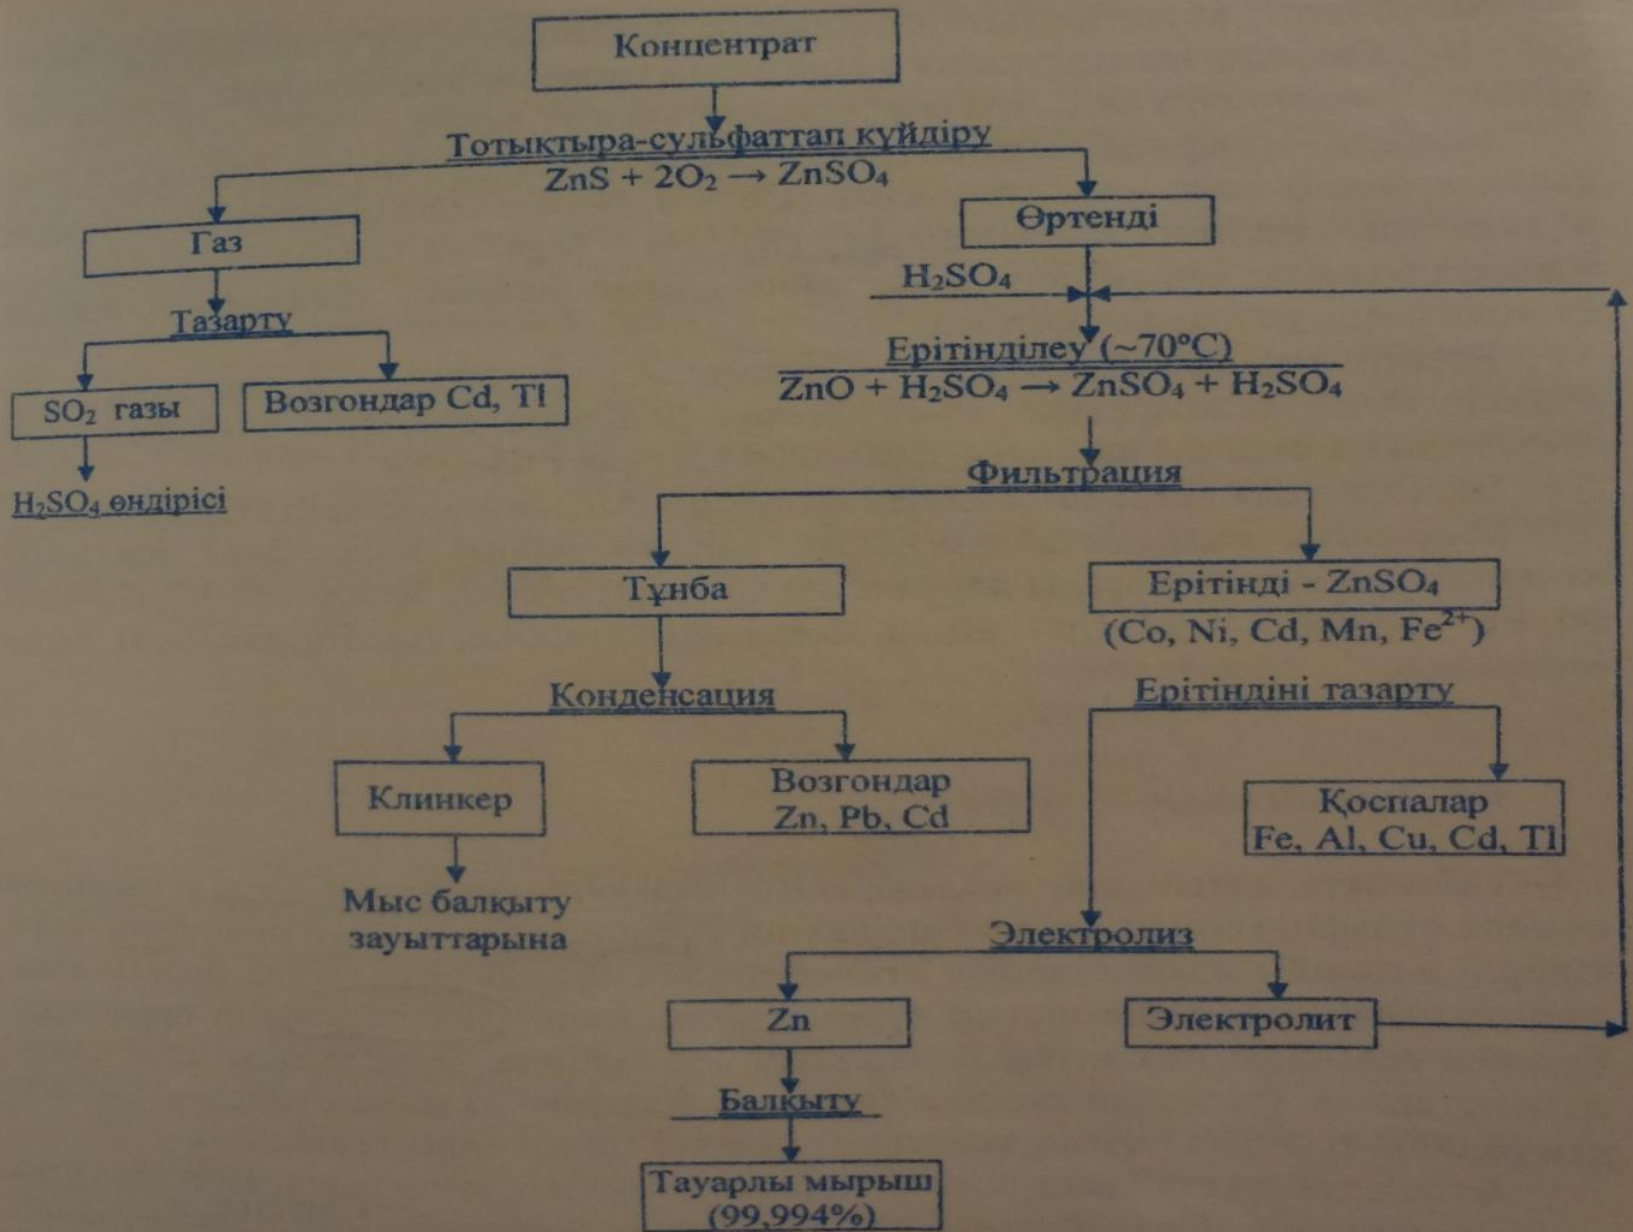 Концентрат
Тотықтыра-сульфаттап күйдіру
ZnS + 2O₂ → ZnSO₄
Газ
Өртенді
H₂SO₄
Тазарту
Ерітінділеу (~70°C)
ZnO + H₂SO₄ → ZnSO₄ + H₂SO₄
SO₂ газы
Возгондар Cd, Tl
Фильтрация
H₂SO₄ өндірісі
Тұнба
Ерітінді - ZnSO₄
(Co, Ni, Cd, Mn, Fe²⁺)
Конденсация
Ерітіндіні тазарту
Клинкер
Возгондар
Zn, Pb, Cd
Қоспалар
Fe, Al, Cu, Cd, Tl
Мыс балқыту
зауыттарына
Электролиз
Zn
Электролит
Балқыту
Тауарлы мырыш
(99,994%)